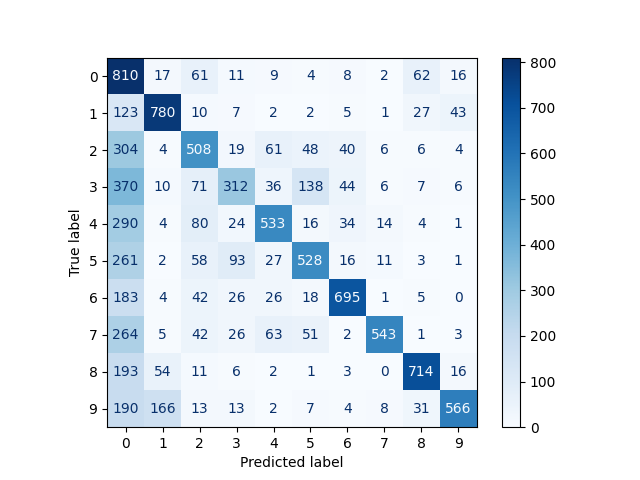 0 810 17 61 11 9 4 8 2 62 16
1 123 780 10 7 2 2 5 1 27 43
2 304 4 508 19 61 48 40 6 6 4
3 370 10 71 312 36 138 44 6 7 6
4 290 4 80 24 533 16 34 14 4 1
5 261 2 58 93 27 528 16 11 3 1
6 183 4 42 26 26 18 695 1 5 0
7 264 5 42 26 63 51 2 543 1 3
8 193 54 11 6 2 1 3 0 714 16
9 190 166 13 13 2 7 4 8 31 566
0 1 2 3 4 5 6 7 8 9
Predicted label
True label
800
700
600
500
400
300
200
100
0